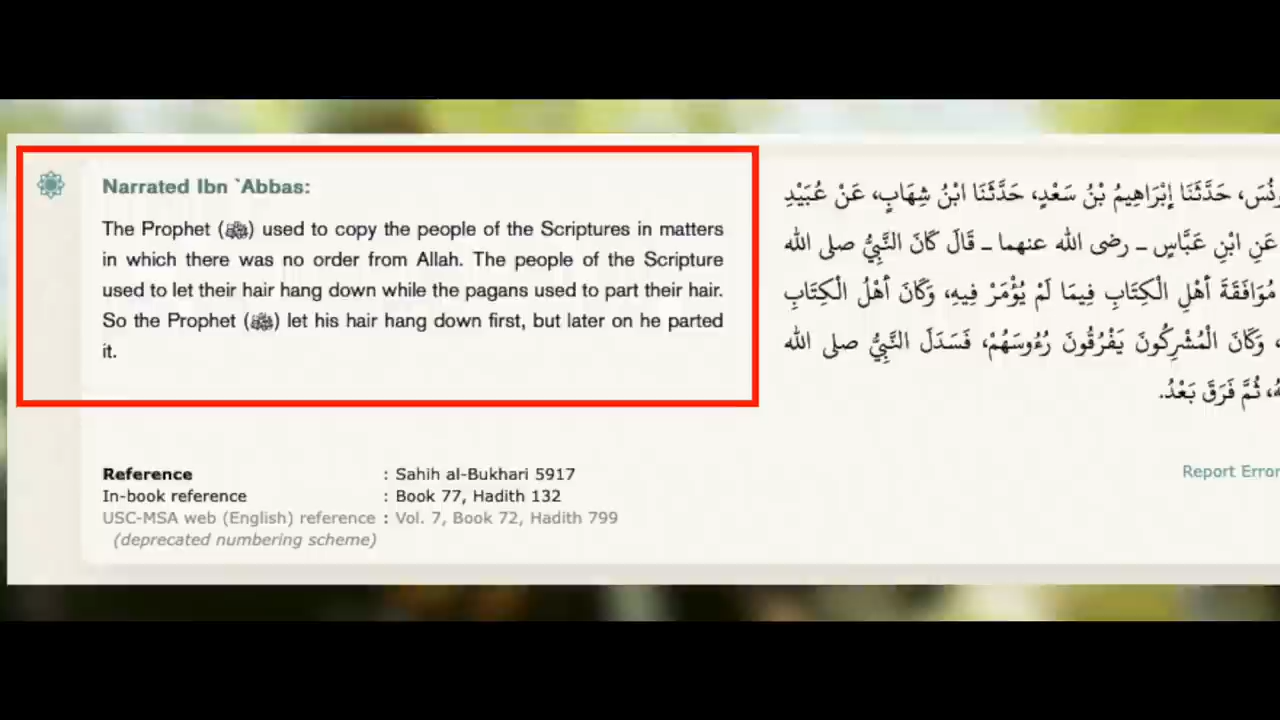 Narrated Ibn `Abbas:
The Prophet (ﷺ) used to copy the people of the Scriptures in matters
in which there was no order from Allah. The people of the Scripture
used to let their hair hang down while the pagans used to part their hair.
So the Prophet (ﷺ) let his hair hang down first, but later on he parted
it.
حَدَّثَنَا إِبْرَاهِيمُ بْنُ سَعْدٍ، حَدَّثَنَا ابْنُ شِهَابٍ، عَنْ عُبَيْدِ
عَنِ ابْنِ عَبَّاسٍ ـ رضى الله عنهما ـ قَالَ كَانَ النَّبِيُّ صلى الله
مُوَافَقَةَ أَهْلِ الْكِتَابِ فِيمَا لَمْ يُؤْمَرْ فِيهِ، وَكَانَ أَهْلُ الْكِتَابِ
، وَكَانَ الْمُشْرِكُونَ يَفْرُقُونَ رُءُوسَهُمْ، فَسَدَلَ النَّبِيُّ صلى الله
، ثُمَّ فَرَقَ بَعْدُ.
Reference : Sahih al-Bukhari 5917
In-book reference : Book 77, Hadith 132
USC-MSA web (English) reference : Vol. 7, Book 72, Hadith 799
(deprecated numbering scheme)
Report Error